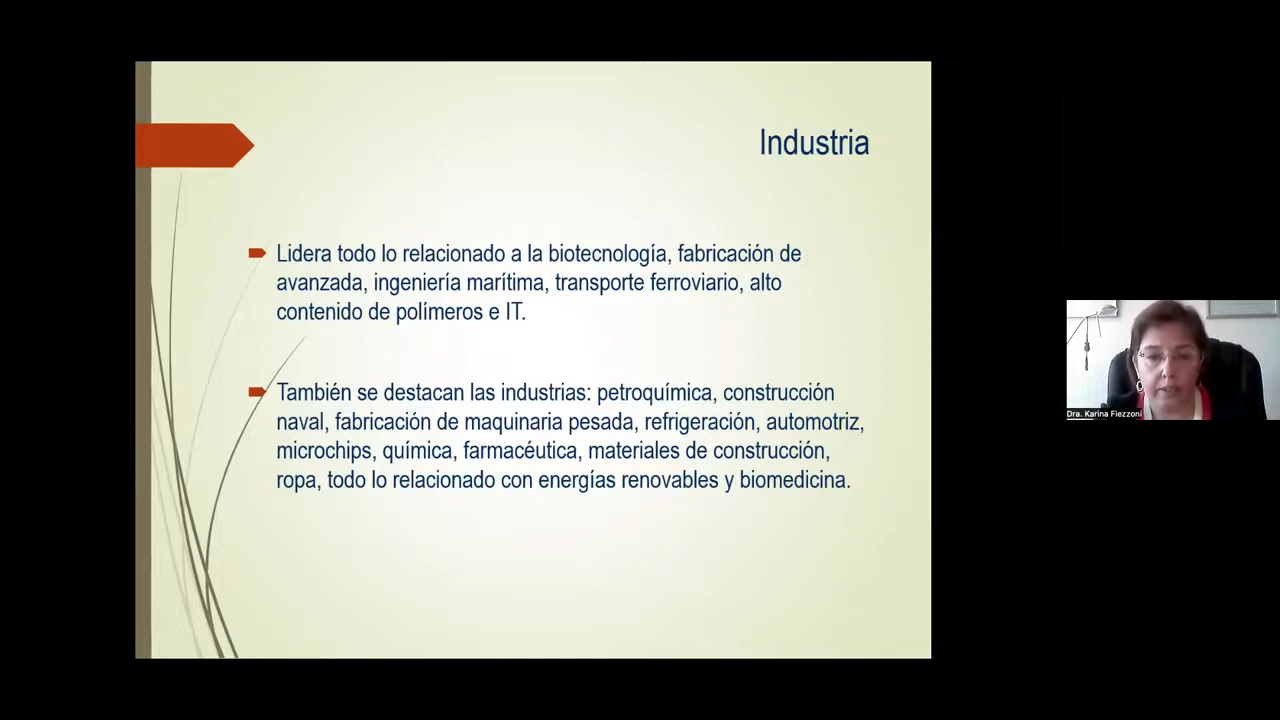 Industria
Lidera todo lo relacionado a la biotecnología, fabricación de
avanzada, ingeniería marítima, transporte ferroviario, alto
contenido de polímeros e IT.
También se destacan las industrias: petroquímica, construcción
naval, fabricación de maquinaria pesada, refrigeración, automotriz,
microchips, química, farmacéutica, materiales de construcción,
ropa, todo lo relacionado con energías renovables y biomedicina.
Dra. Karina Fiezzoni